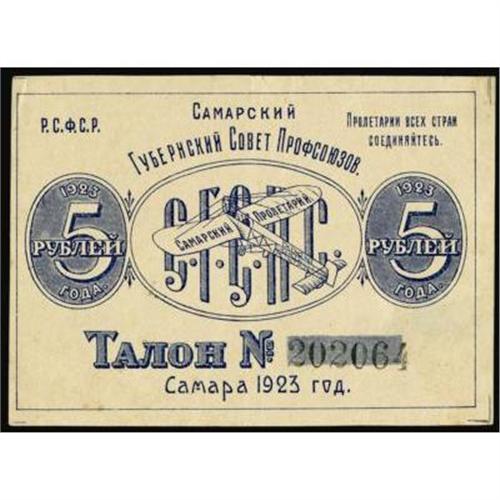 Р.С.Ф.С.Р.
Самарский
Губернский Совет Профсоюзов.
Пролетарии всех стран
соединяйтесь.
1923
5
рублей
года.
С.Г.С.П.С.
Самарский Пролетарий
1923
5
рублей
года.
Талон № 202064
Самара 1923 год.